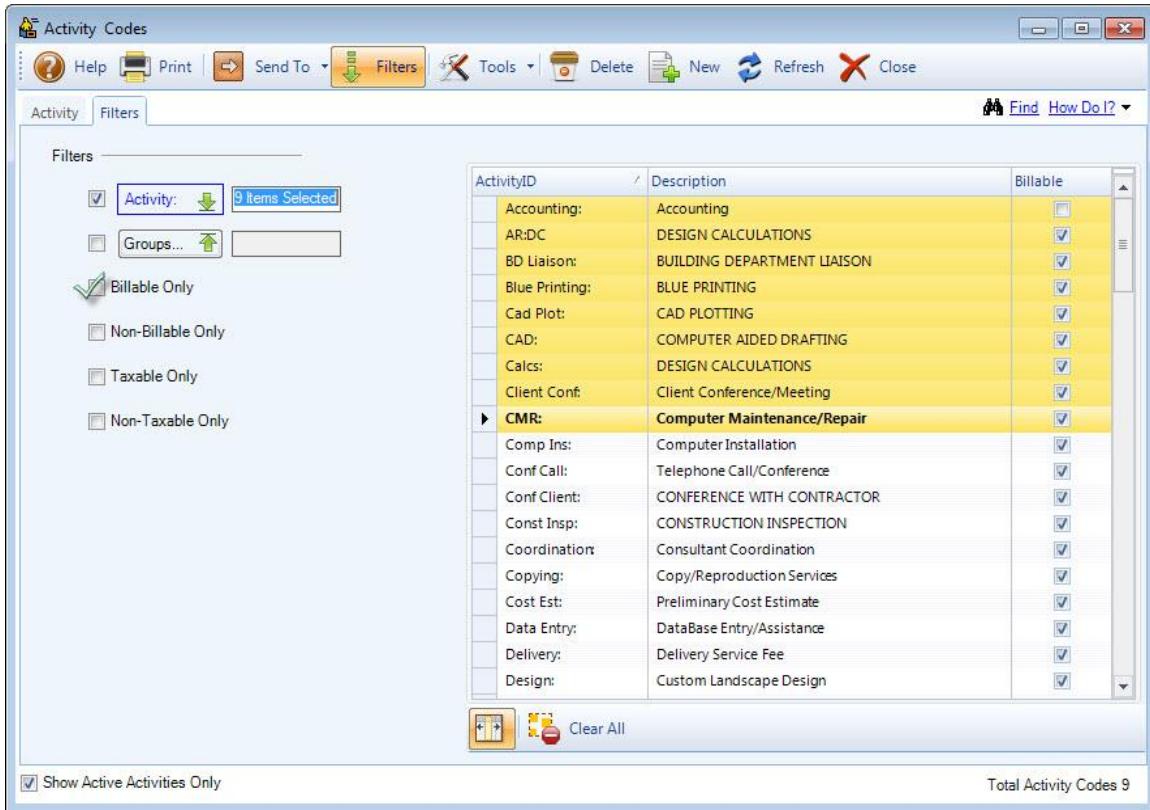 Activity Codes
Help Print Send To Filters Tools Delete New Refresh Close
Activity Filters Find How Do I?
Filters
Activity: 9 Items Selected
Groups...
Billable Only
Non-Billable Only
Taxable Only
Non-Taxable Only
ActivityID Description Billable
Accounting: Accounting
AR:DC DESIGN CALCULATIONS
BD Liaison: BUILDING DEPARTMENT LIAISON
Blue Printing: BLUE PRINTING
Cad Plot: CAD PLOTTING
CAD: COMPUTER AIDED DRAFTING
Calcs: DESIGN CALCULATIONS
Client Conf: Client Conference/Meeting
CMR: Computer Maintenance/Repair
Comp Ins: Computer Installation
Conf Call: Telephone Call/Conference
Conf Client: CONFERENCE WITH CONTRACTOR
Const Insp: CONSTRUCTION INSPECTION
Coordination: Consultant Coordination
Copying: Copy/Reproduction Services
Cost Est: Preliminary Cost Estimate
Data Entry: DataBase Entry/Assistance
Delivery: Delivery Service Fee
Design: Custom Landscape Design
Clear All
Show Active Activities Only
Total Activity Codes 9